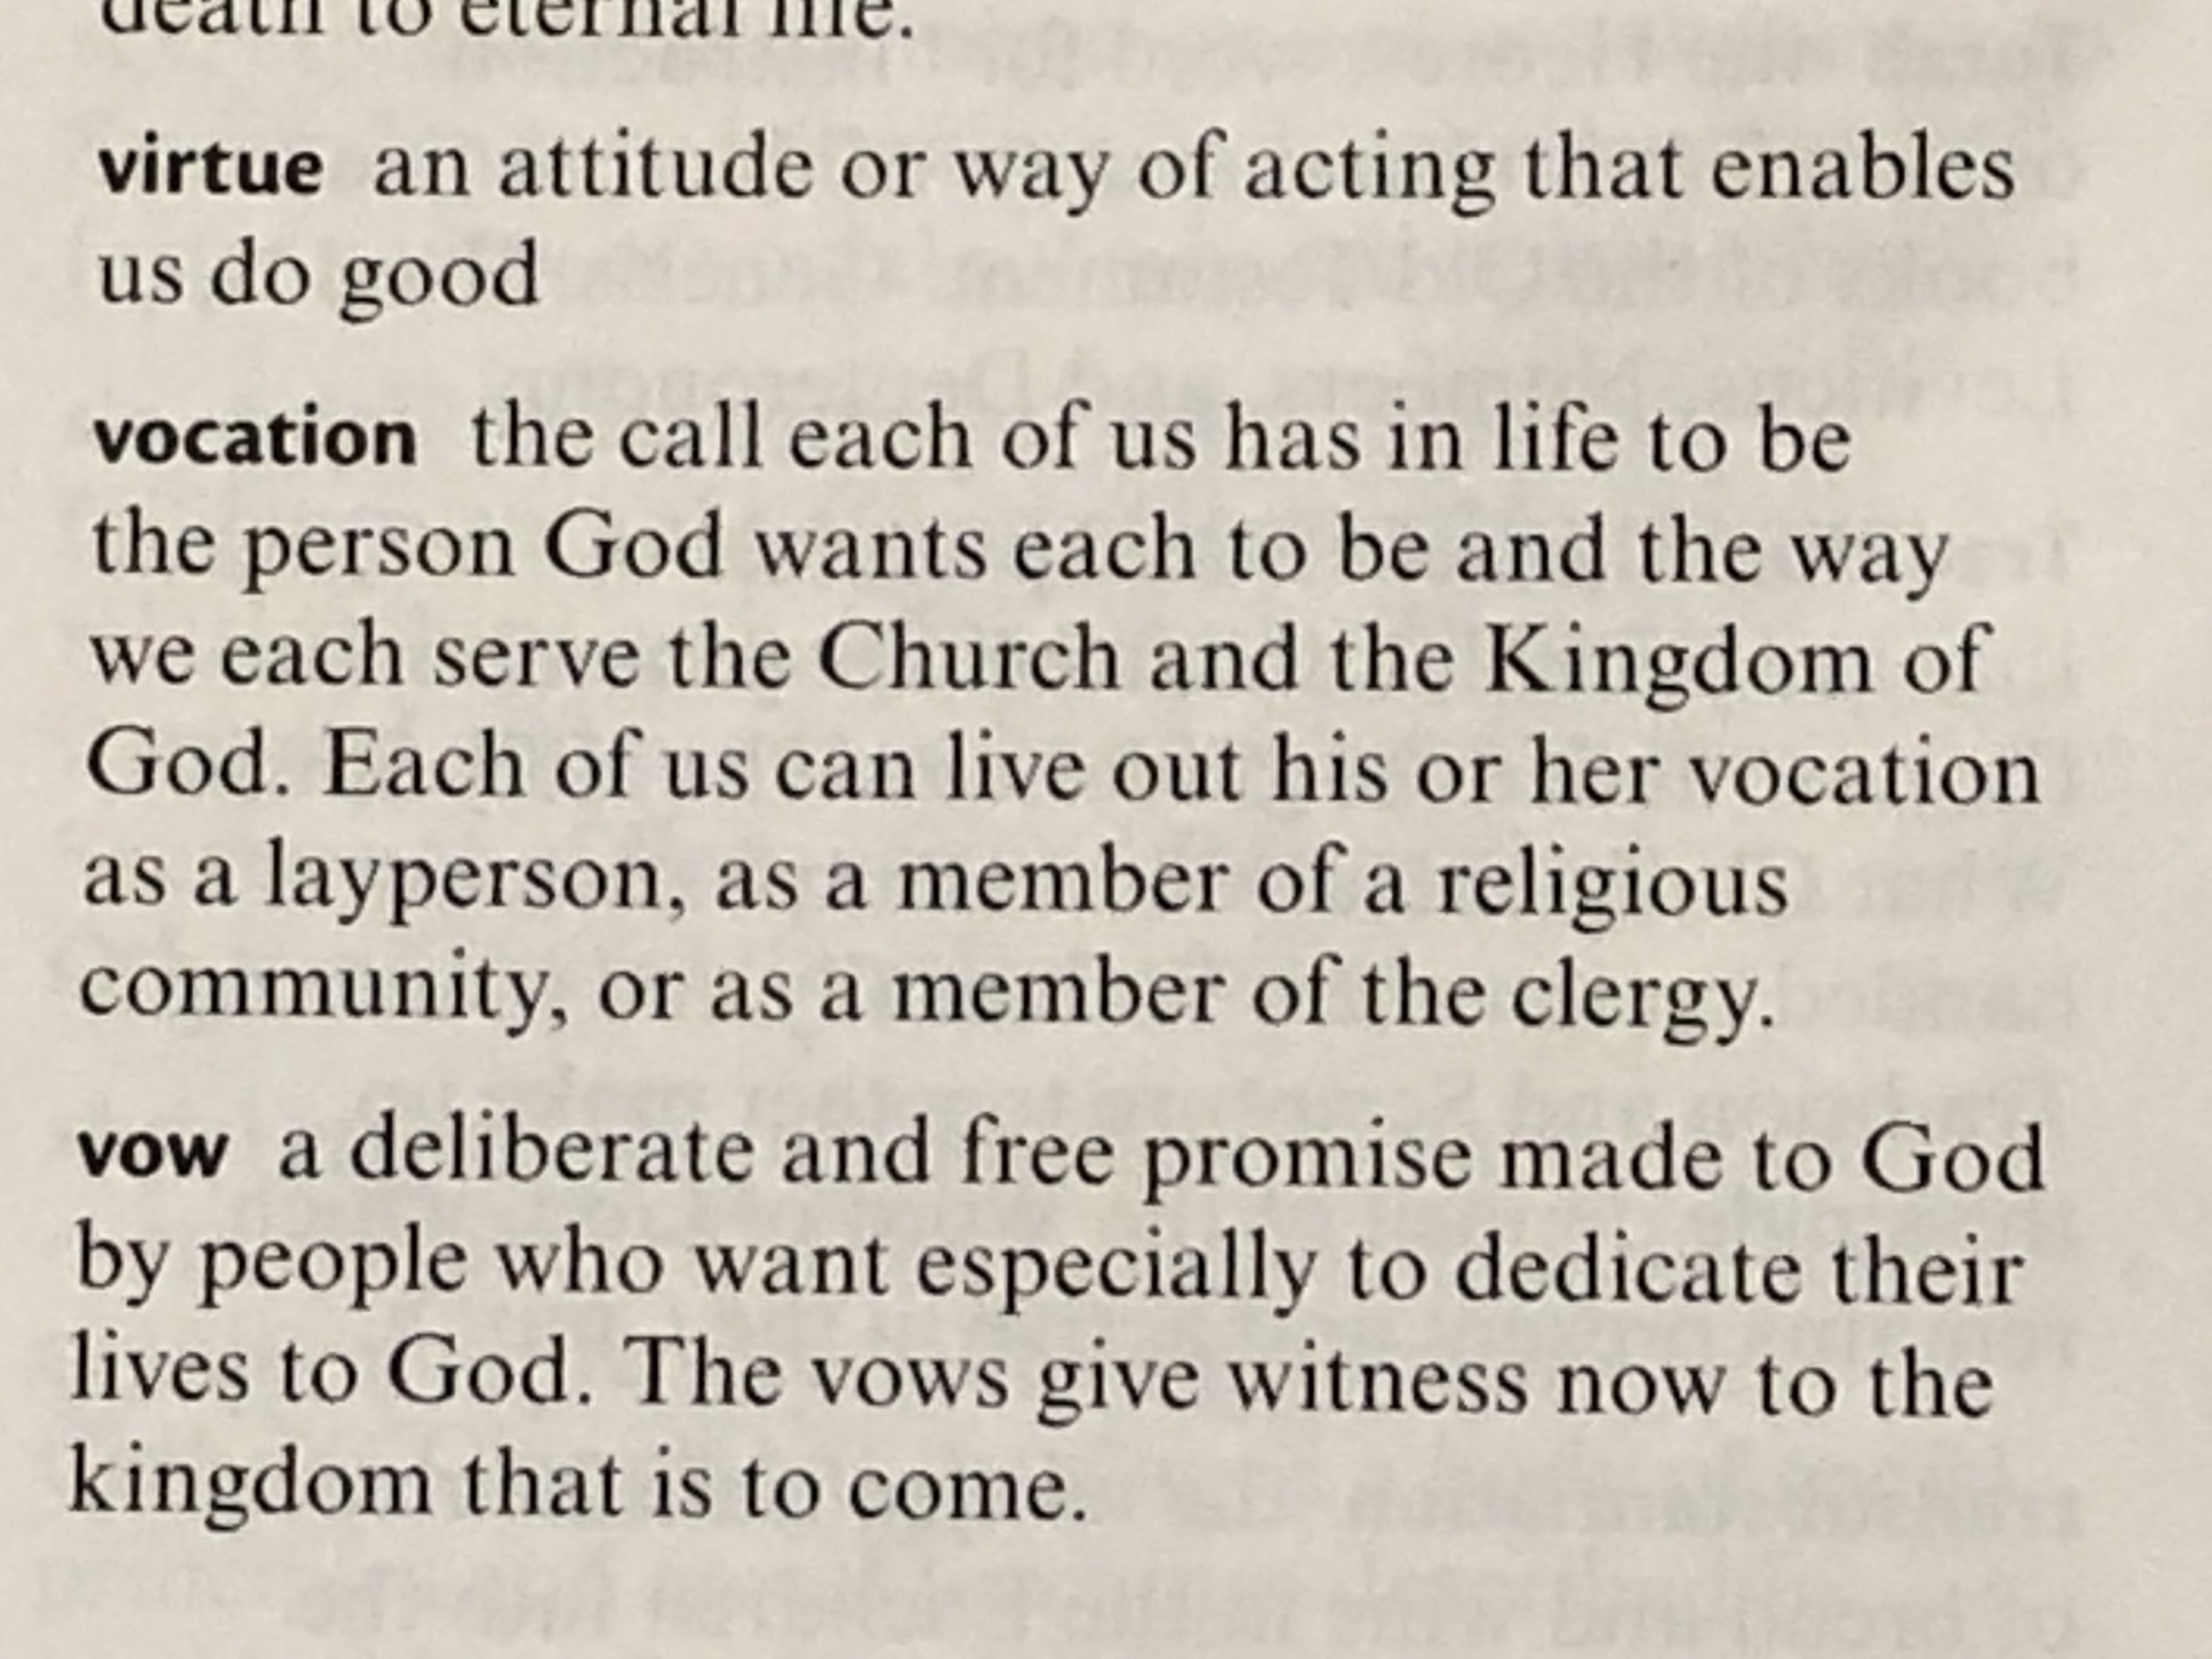 death to eternal life.
virtue an attitude or way of acting that enables
us do good
vocation the call each of us has in life to be
the person God wants each to be and the way
we each serve the Church and the Kingdom of
God. Each of us can live out his or her vocation
as a layperson, as a member of a religious
community, or as a member of the clergy.
vow a deliberate and free promise made to God
by people who want especially to dedicate their
lives to God. The vows give witness now to the
kingdom that is to come.